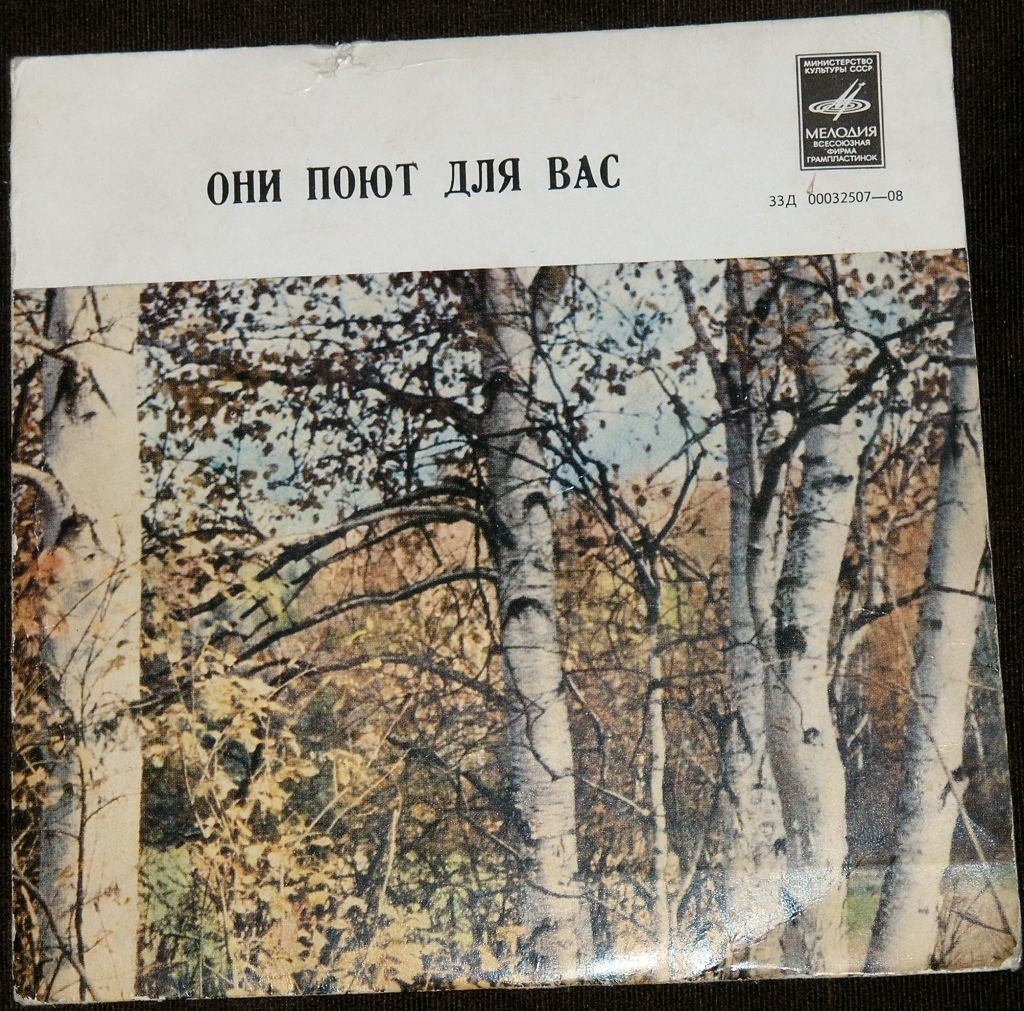 МИНИСТЕРСТВО
КУЛЬТУРЫ СССР
МЕЛОДИЯ
ВСЕСОЮЗНАЯ
ФИРМА
ГРАМПЛАСТИНОК
ОНИ ПОЮТ ДЛЯ ВАС
33Д 00032507—08